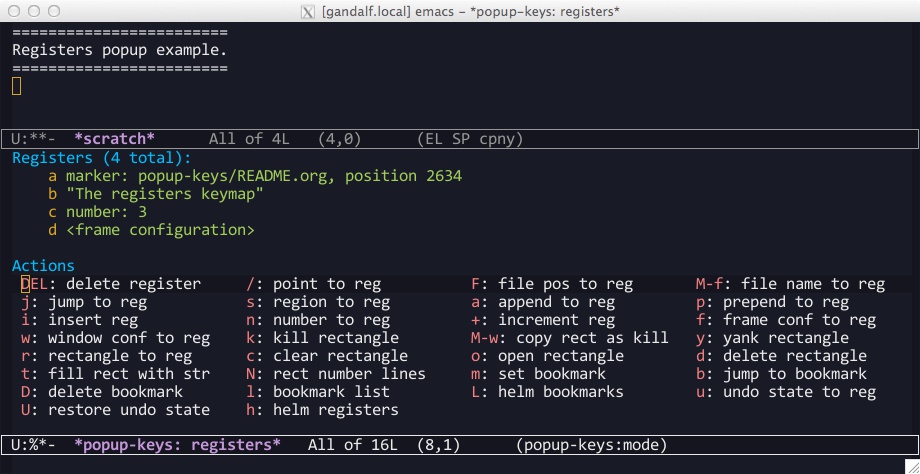 [gandalf.local] emacs – *popup-keys: registers*
========================
Registers popup example.
========================
U:**-  *scratch*      All of 4L   (4,0)      (EL SP cpny)
Registers (4 total):
    a marker: popup-keys/README.org, position 2634
    b "The registers keymap"
    c number: 3
    d <frame configuration>
Actions
 DEL: delete register     /: point to reg          F: file pos to reg       M-f: file name to reg
 j: jump to reg           s: region to reg         a: append to reg         p: prepend to reg
 i: insert reg            n: number to reg         +: increment reg         f: frame conf to reg
 w: window conf to reg    k: kill rectangle        M-w: copy rect as kill   y: yank rectangle
 r: rectangle to reg      c: clear rectangle       o: open rectangle        d: delete rectangle
 t: fill rect with str    N: rect number lines     m: set bookmark          b: jump to bookmark
 D: delete bookmark       l: bookmark list         L: helm bookmarks        u: undo state to reg
 U: restore undo state    h: helm registers
U:%*-  *popup-keys: registers*   All of 16L  (8,1)      (popup-keys:mode)